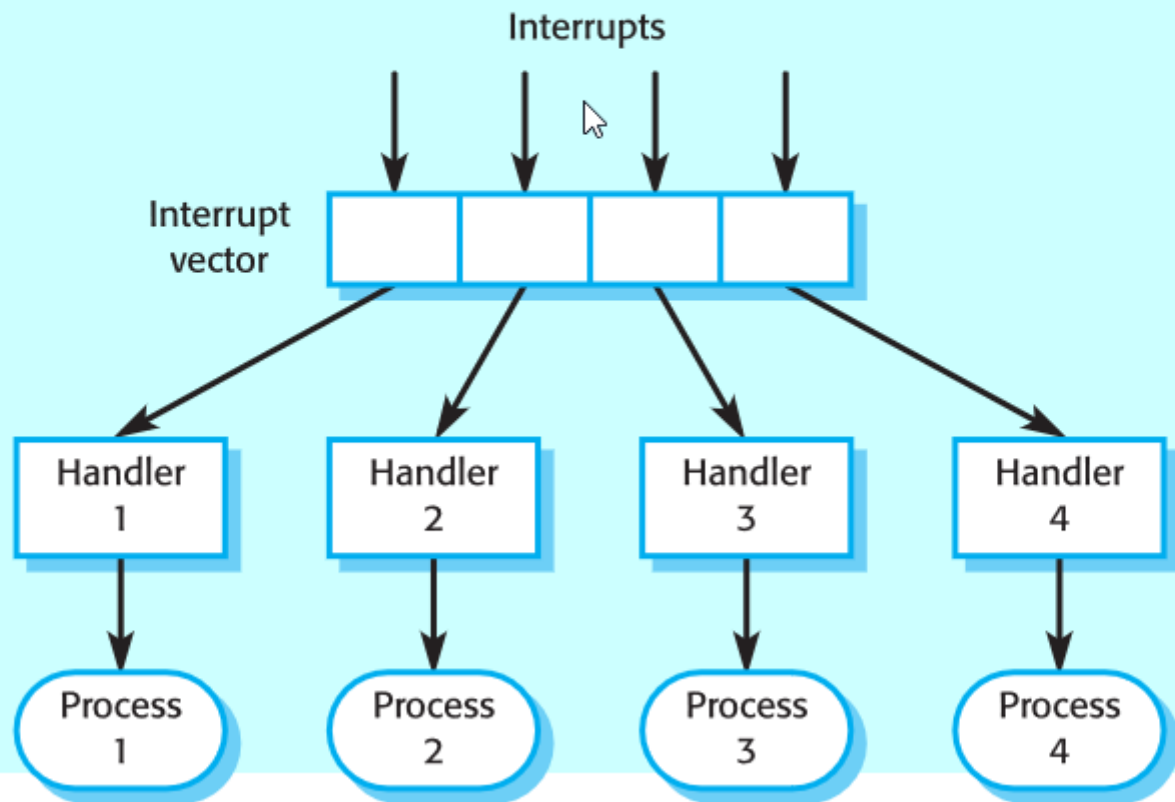 Interrupts
Interrupt
vector
Handler
1
Handler
2
Handler
3
Handler
4
Process
1
Process
2
Process
3
Process
4